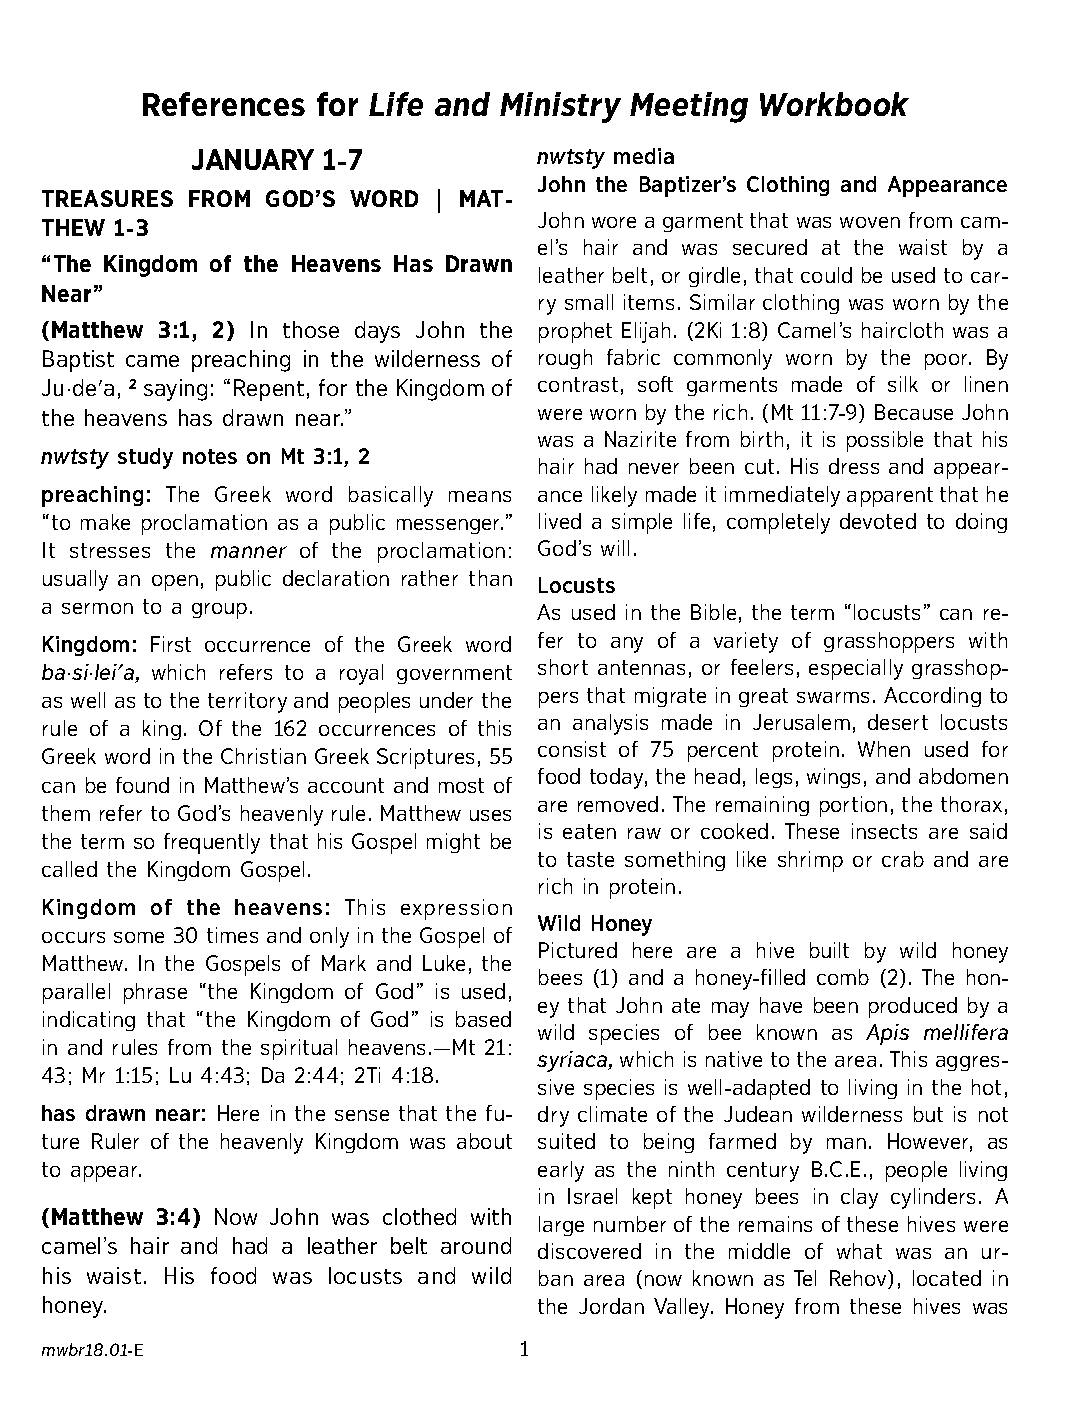 References for Life and Ministry Meeting Workbook
JANUARY 1-7
TREASURES FROM GOD’S WORD | MAT-
THEW 1-3
“The Kingdom of the Heavens Has Drawn
Near”
(Matthew 3:1, 2) In those days John the
Baptist came preaching in the wilderness of
Ju·de′a, ² saying: “Repent, for the Kingdom of
the heavens has drawn near.”
nwtsty study notes on Mt 3:1, 2
preaching: The Greek word basically means
“to make proclamation as a public messenger.”
It stresses the manner of the proclamation:
usually an open, public declaration rather than
a sermon to a group.
Kingdom: First occurrence of the Greek word
ba·si·lei′a, which refers to a royal government
as well as to the territory and peoples under the
rule of a king. Of the 162 occurrences of this
Greek word in the Christian Greek Scriptures, 55
can be found in Matthew’s account and most of
them refer to God’s heavenly rule. Matthew uses
the term so frequently that his Gospel might be
called the Kingdom Gospel.
Kingdom of the heavens: This expression
occurs some 30 times and only in the Gospel of
Matthew. In the Gospels of Mark and Luke, the
parallel phrase “the Kingdom of God” is used,
indicating that “the Kingdom of God” is based
in and rules from the spiritual heavens.—Mt 21:
43; Mr 1:15; Lu 4:43; Da 2:44; 2Ti 4:18.
has drawn near: Here in the sense that the fu-
ture Ruler of the heavenly Kingdom was about
to appear.
(Matthew 3:4) Now John was clothed with
camel’s hair and had a leather belt around
his waist. His food was locusts and wild
honey.
nwtsty media
John the Baptizer’s Clothing and Appearance
John wore a garment that was woven from cam-
el’s hair and was secured at the waist by a
leather belt, or girdle, that could be used to car-
ry small items. Similar clothing was worn by the
prophet Elijah. (2Ki 1:8) Camel’s haircloth was a
rough fabric commonly worn by the poor. By
contrast, soft garments made of silk or linen
were worn by the rich. (Mt 11:7-9) Because John
was a Nazirite from birth, it is possible that his
hair had never been cut. His dress and appear-
ance likely made it immediately apparent that he
lived a simple life, completely devoted to doing
God’s will.
Locusts
As used in the Bible, the term “locusts” can re-
fer to any of a variety of grasshoppers with
short antennas, or feelers, especially grasshop-
pers that migrate in great swarms. According to
an analysis made in Jerusalem, desert locusts
consist of 75 percent protein. When used for
food today, the head, legs, wings, and abdomen
are removed. The remaining portion, the thorax,
is eaten raw or cooked. These insects are said
to taste something like shrimp or crab and are
rich in protein.
Wild Honey
Pictured here are a hive built by wild honey
bees (1) and a honey-filled comb (2). The hon-
ey that John ate may have been produced by a
wild species of bee known as Apis mellifera
syriaca, which is native to the area. This aggres-
sive species is well-adapted to living in the hot,
dry climate of the Judean wilderness but is not
suited to being farmed by man. However, as
early as the ninth century B.C.E., people living
in Israel kept honey bees in clay cylinders. A
large number of the remains of these hives were
discovered in the middle of what was an ur-
ban area (now known as Tel Rehov), located in
the Jordan Valley. Honey from these hives was
mwbr18.01-E
1